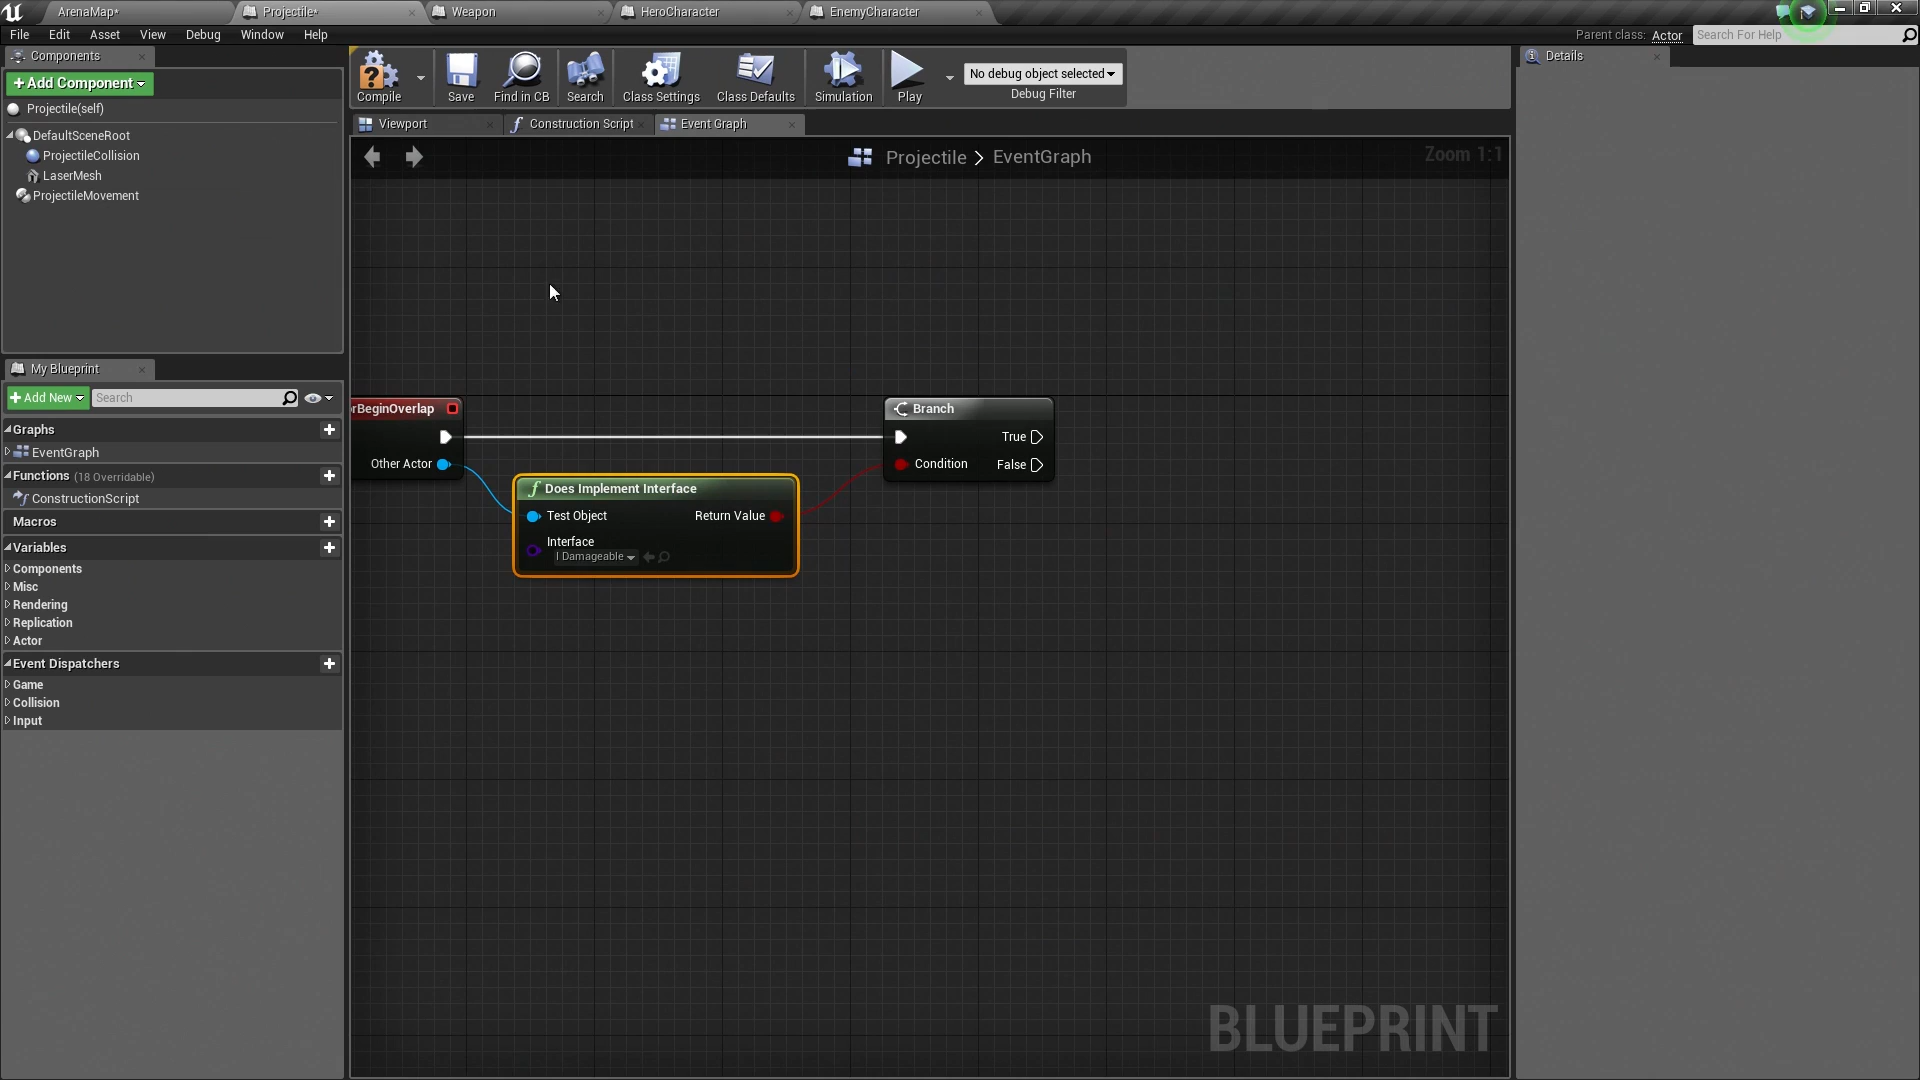 ArenaMap*
Projectile*
Weapon
HeroCharacter
EnemyCharacter
File Edit Asset View Debug Window Help
Parent class: Actor Search For Help
Components
+Add Component
Projectile(self)
DefaultSceneRoot
ProjectileCollision
LaserMesh
ProjectileMovement
Compile Save Find in CB Search Class Settings Class Defaults Simulation Play
No debug object selected
Debug Filter
Details
Viewport
Construction Script
Event Graph
Projectile > EventGraph
Zoom 1:1
My Blueprint
+Add New Search
Graphs
EventGraph
Functions (18 Overridable)
ConstructionScript
Macros
Variables
Components
Misc
Rendering
Replication
Actor
Event Dispatchers
Game
Collision
Input
rBeginOverlap
Other Actor
Does Implement Interface
Test Object Return Value
Interface
I Damageable
Branch
True
Condition False
BLUEPRINT